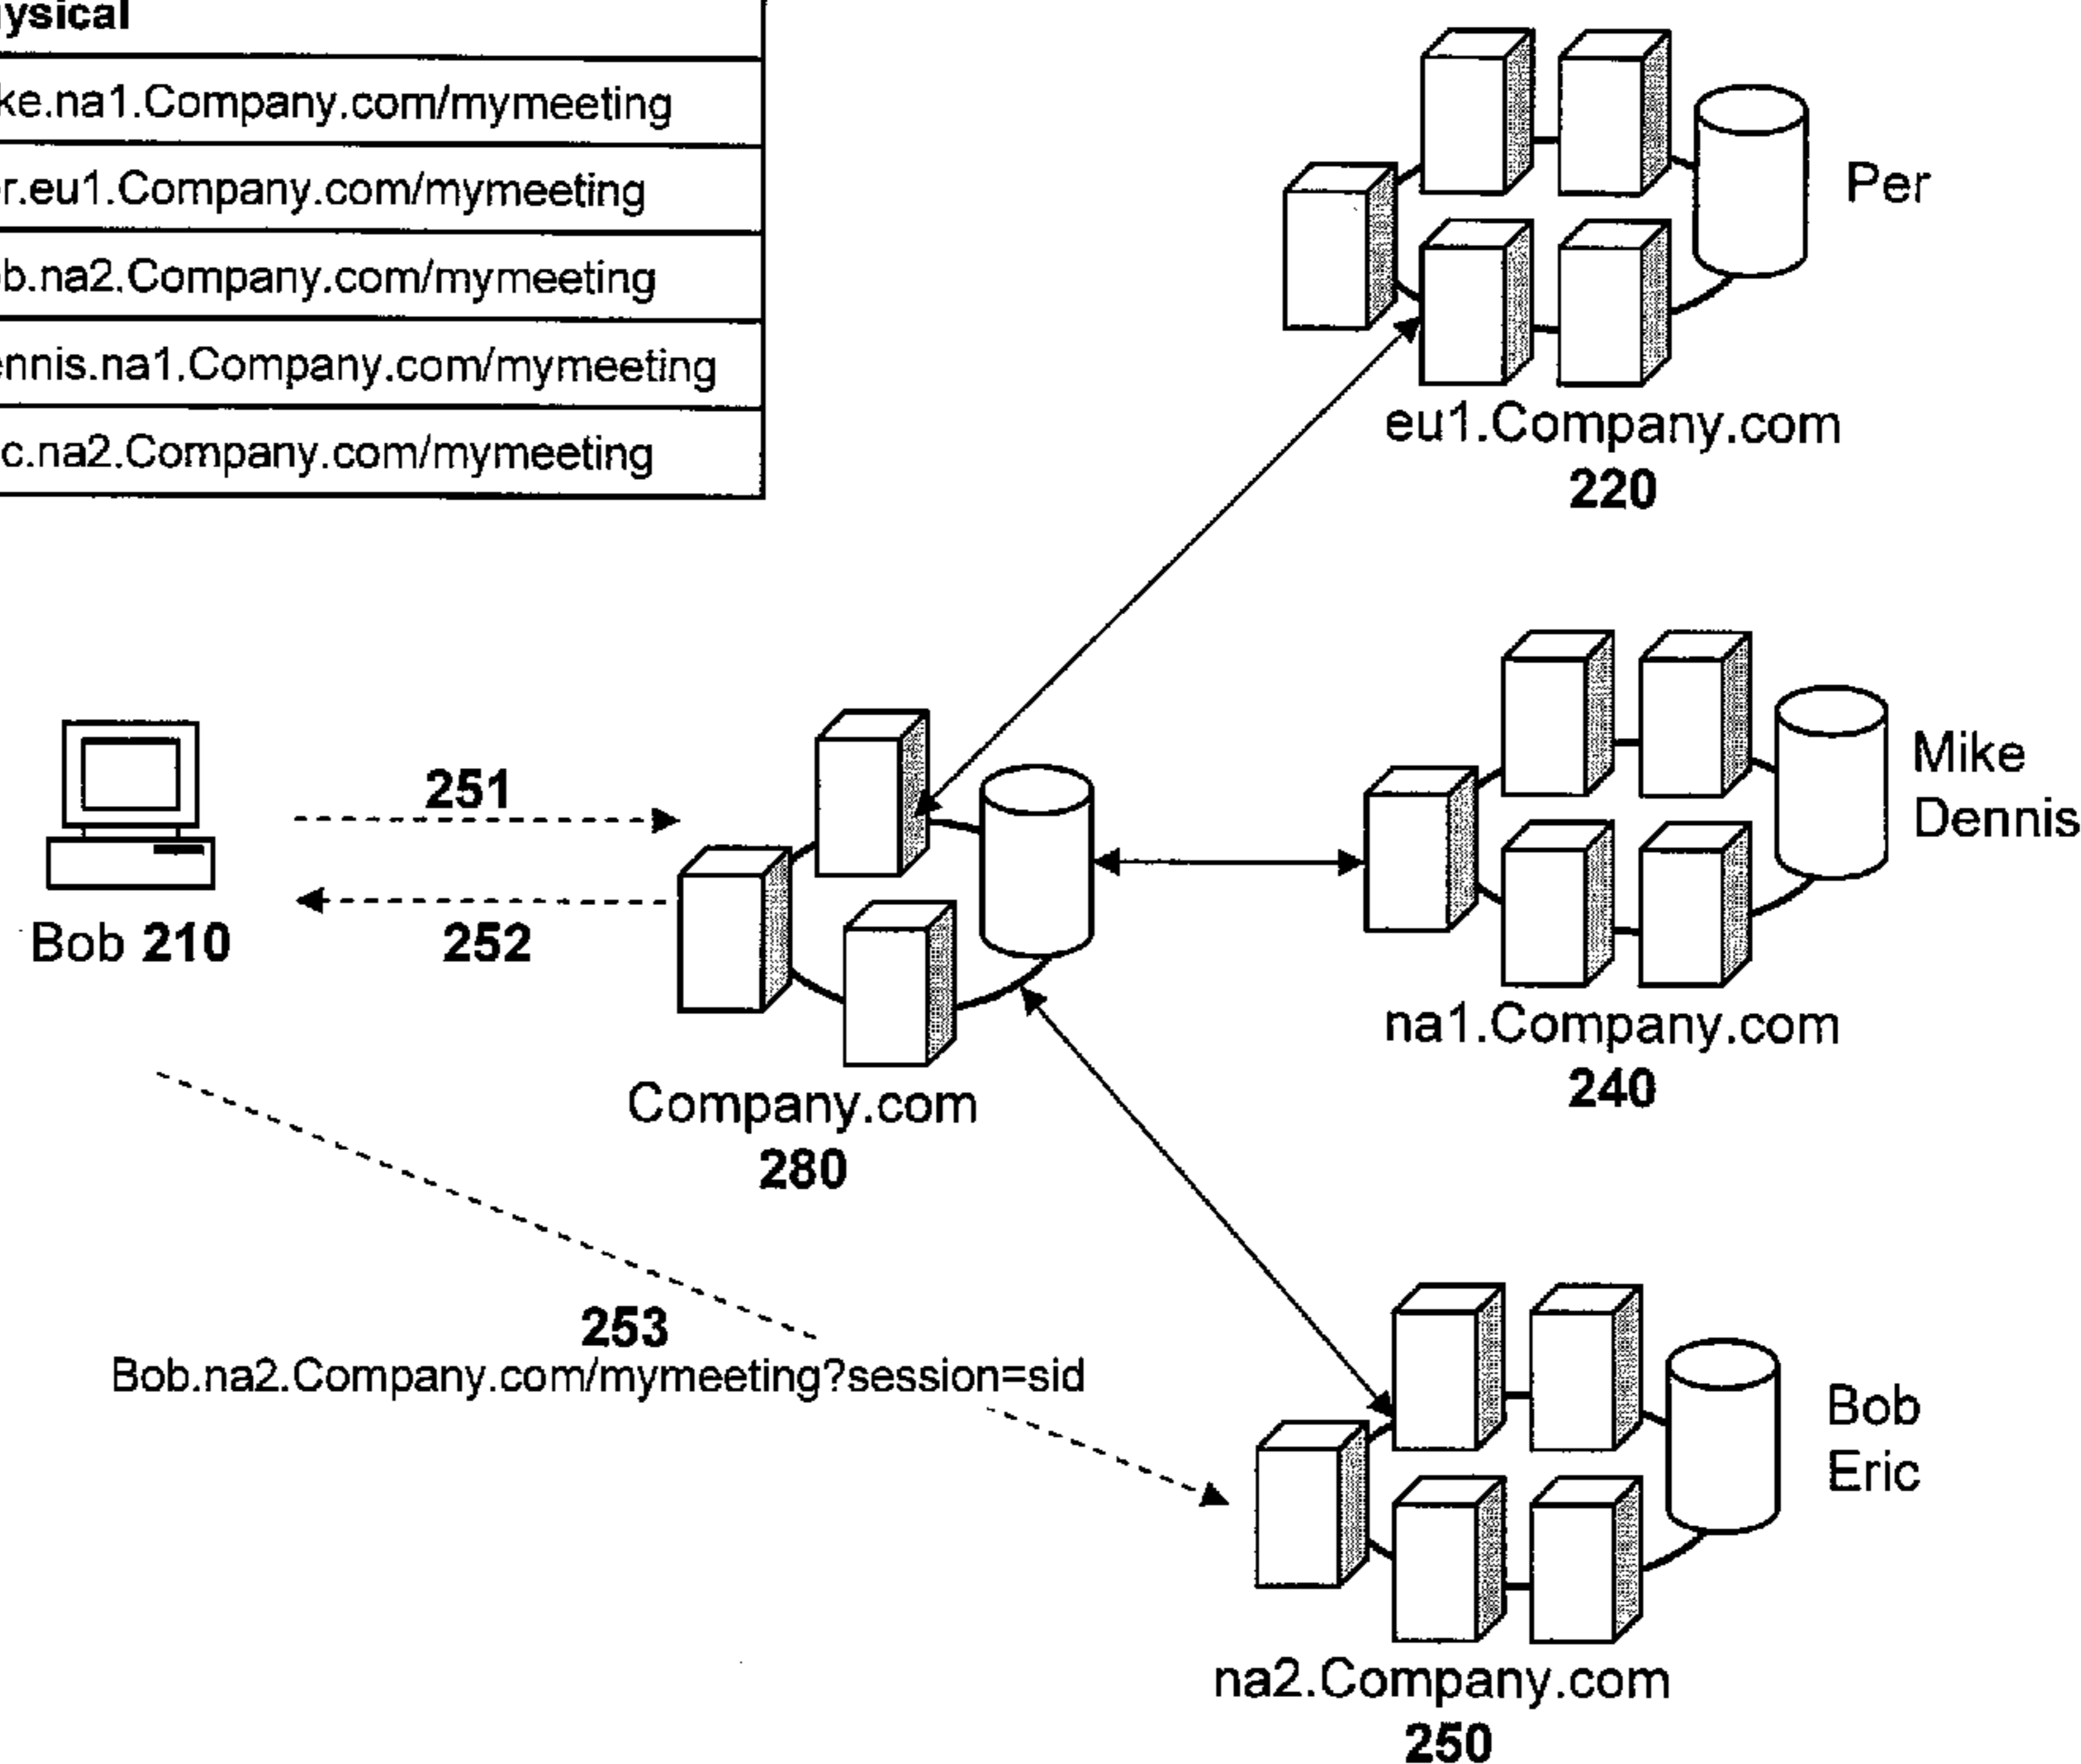 ysical
ke.na1.Company.com/mymeeting
r.eu1.Company.com/mymeeting
b.na2.Company.com/mymeeting
ennis.na1.Company.com/mymeeting
c.na2.Company.com/mymeeting
Per
eu1.Company.com
220
Mike
Dennis
na1.Company.com
240
251
252
Bob 210
Company.com
280
253
Bob.na2.Company.com/mymeeting?session=sid
Bob
Eric
na2.Company.com
250